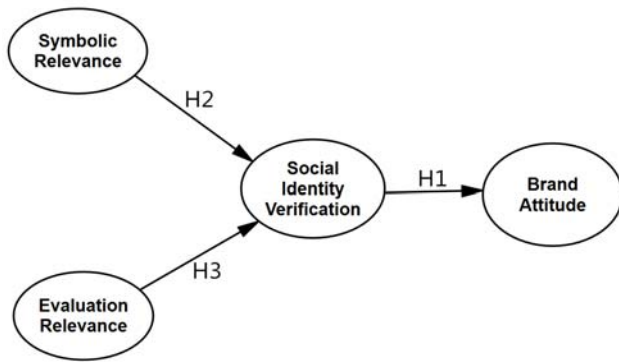 Symbolic
Relevance
H2
Social
Identity
Verification
H1
Brand
Attitude
H3
Evaluation
Relevance